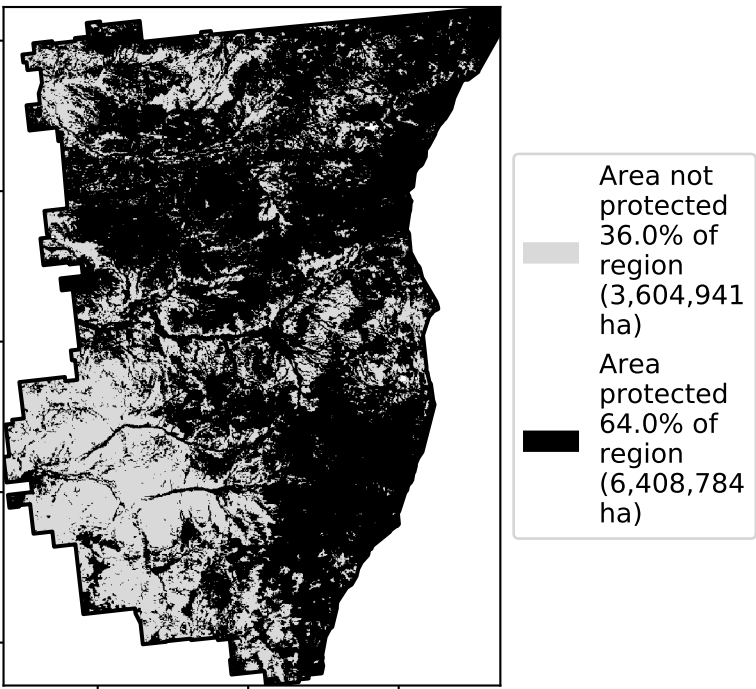 Area not
protected
36.0% of
region
(3,604,941
ha)
Area
protected
64.0% of
region
(6,408,784
ha)